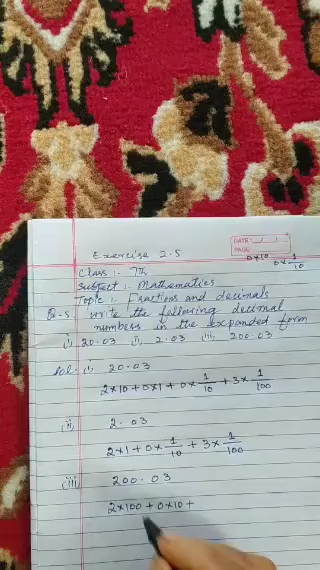 Exercise 2.5
DATE: / /
PAGE:
0×10
0×1/10
Class :- 7th
Subject :- Mathematics
Topic :- Fractions and decimals
Q-5 write the following decimal
numbers in the expanded form
(i) 20.03 (ii) 2.03 (iii) 200.03
Sol:- (i) 20.03
2×10+0×1+0×1/10+3×1/100
(ii) 2.03
2×1+0×1/10+3×1/100
(iii) 200.03
2×100+0×10+